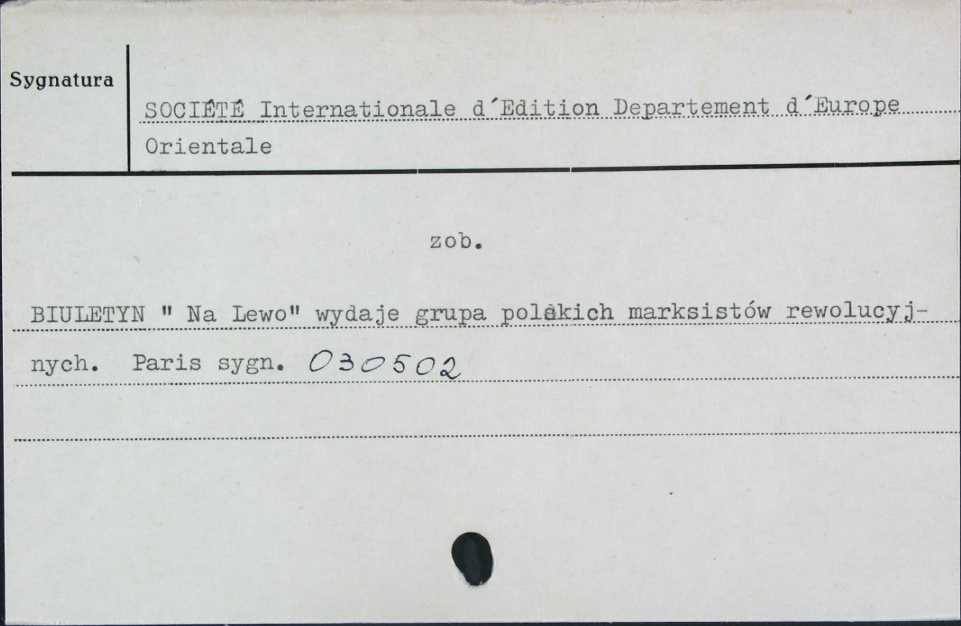 Sygnatura
SOCIÉTÉ Internationale d´Edition Departement d´Europe
Orientale
zob.
BIULETYN " Na Lewo" wydaje grupa polskich marksistów rewolucyj-
nych. Paris sygn. 030502